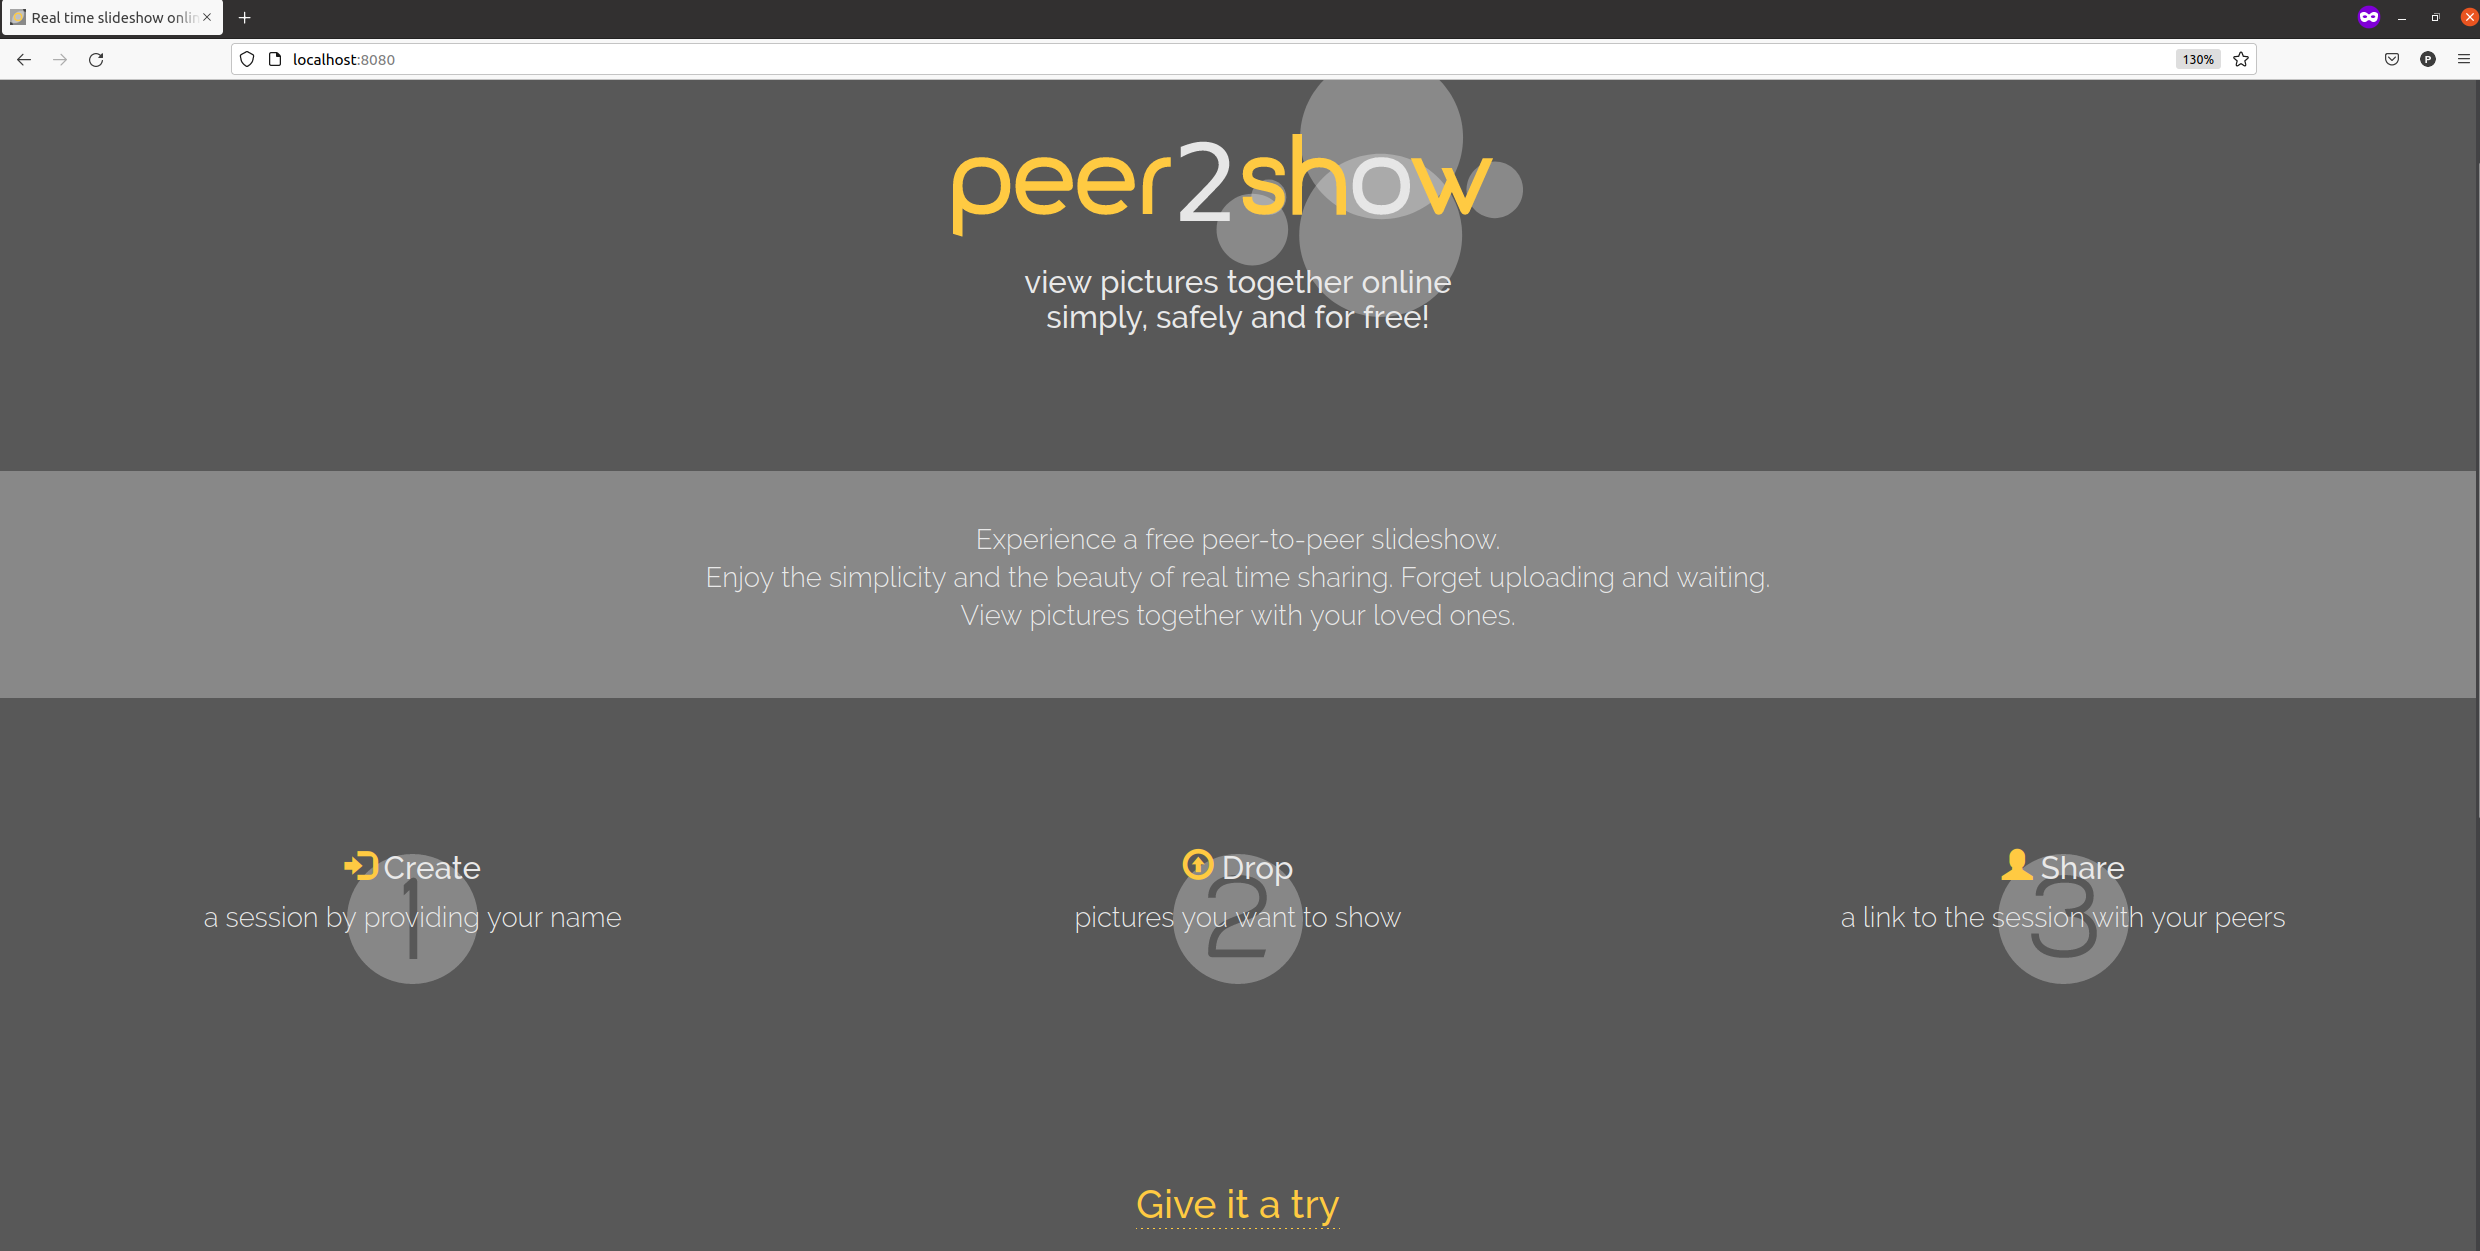 Real time slideshow onlin
localhost:8080
130%
P
peer2show
view pictures together online
simply, safely and for free!
Experience a free peer-to-peer slideshow.
Enjoy the simplicity and the beauty of real time sharing. Forget uploading and waiting.
View pictures together with your loved ones.
1
Create
a session by providing your name
2
Drop
pictures you want to show
3
Share
a link to the session with your peers
Give it a try